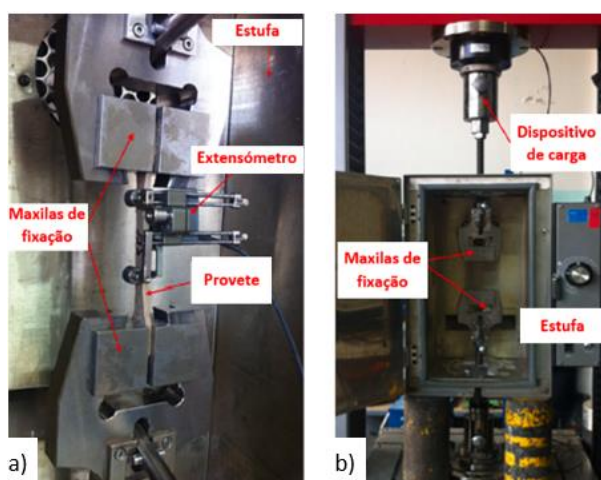 Estufa
Extensómetro
Maxilas de
fixação
Provete
a)
Dispositivo
de carga
Maxilas de
fixação
Estufa
b)